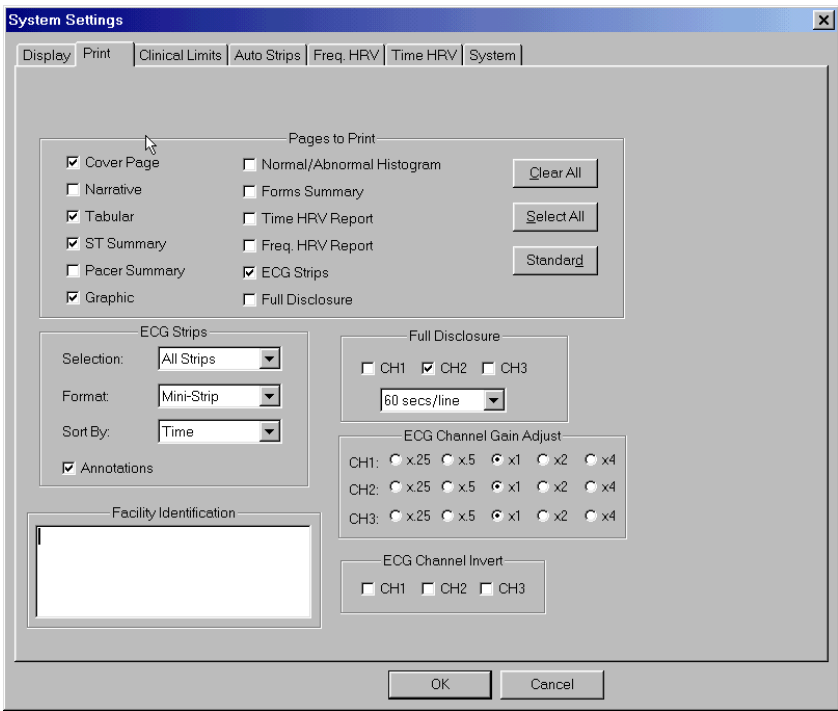 System Settings
Display Print Clinical Limits Auto Strips Freq. HRV Time HRV System
Pages to Print
Cover Page
Narrative
Tabular
ST Summary
Pacer Summary
Graphic
Normal/Abnormal Histogram
Forms Summary
Time HRV Report
Freq. HRV Report
ECG Strips
Full Disclosure
Clear All
Select All
Standard
ECG Strips
Selection: All Strips
Format: Mini-Strip
Sort By: Time
Annotations
Full Disclosure
CH1 CH2 CH3
60 secs/line
ECG Channel Gain Adjust
CH1: x.25 x.5 x1 x2 x4
CH2: x.25 x.5 x1 x2 x4
CH3: x.25 x.5 x1 x2 x4
Facility Identification
ECG Channel Invert
CH1 CH2 CH3
OK Cancel